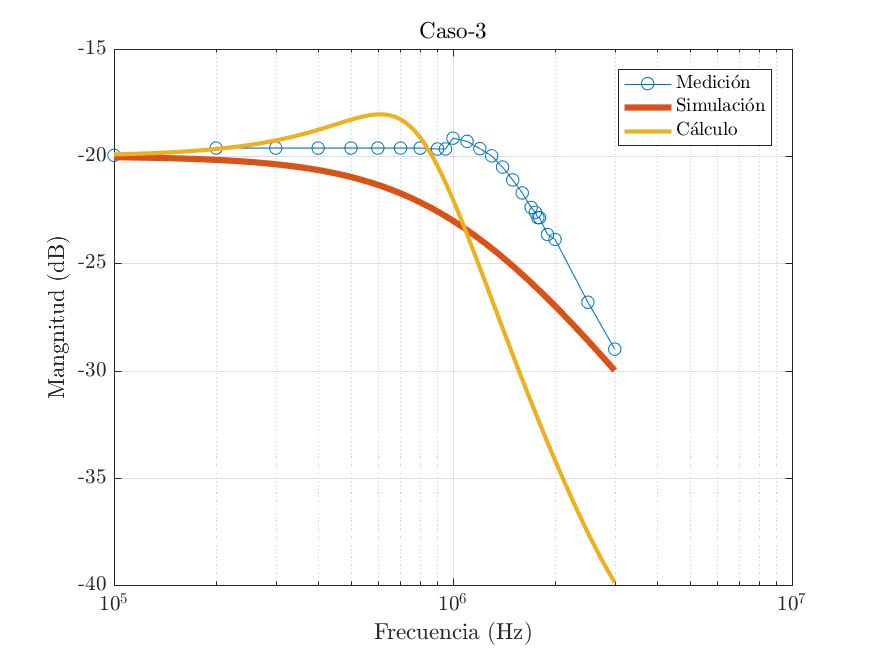 Caso-3
Medición
Simulación
Cálculo
Mangnitud (dB)
-15
-20
-25
-30
-35
-40
10^5
10^6
10^7
Frecuencia (Hz)